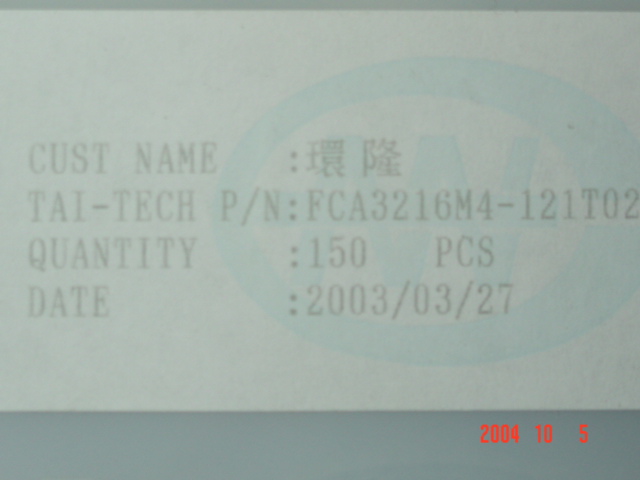 CUST NAME :環隆
TAI-TECH P/N:FCA3216M4-121T02
QUANTITY :150 PCS
DATE :2003/03/27
2004 10 5